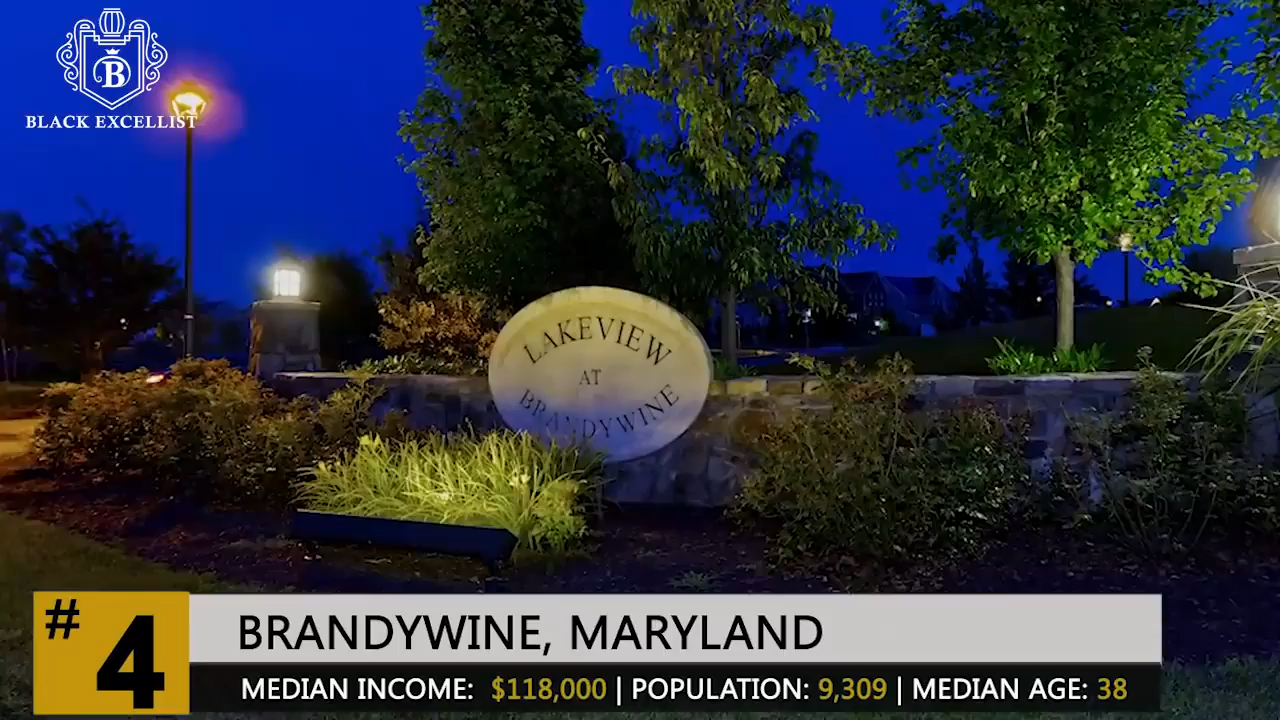 B
BLACK EXCELLIST
LAKEVIEW
AT
BRANDYWINE
# 4
BRANDYWINE, MARYLAND
MEDIAN INCOME: $118,000 | POPULATION: 9,309 | MEDIAN AGE: 38